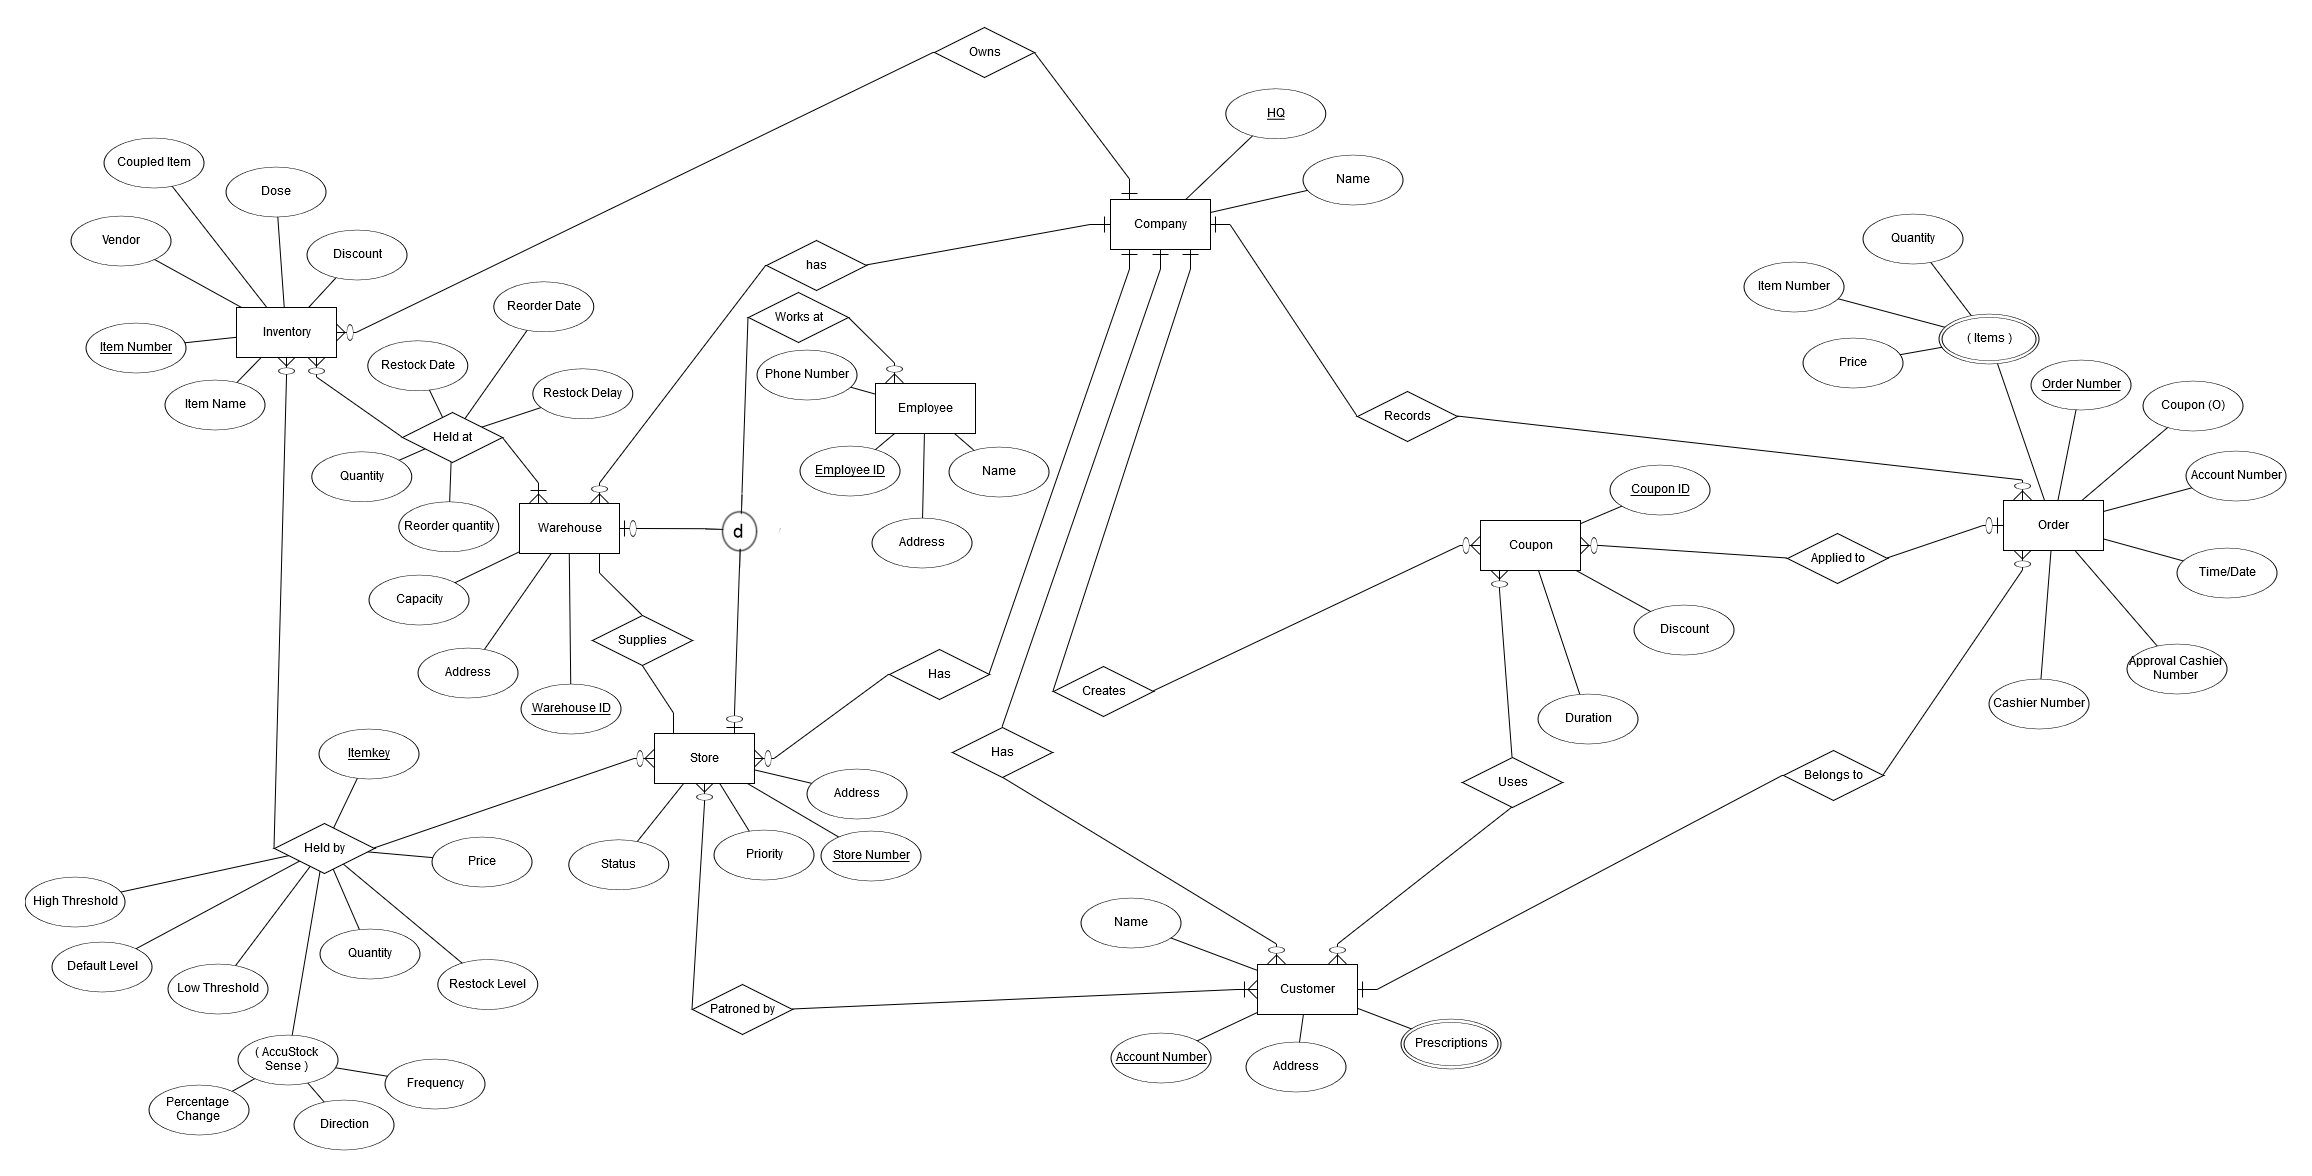 Owns
HQ
Coupled Item
Name
Dose
Company
Quantity
Vendor
Discount
has
Item Number
Reorder Date
Works at
Inventory
( Items )
Item Number
Restock Date
Phone Number
Price
Order Number
Restock Delay
Item Name
Employee
Records
Coupon (O)
Held at
Quantity
Employee ID
Name
Account Number
Coupon ID
Reorder quantity
Warehouse
d
Order
Address
Coupon
Applied to
Time/Date
Capacity
Supplies
Discount
Address
Has
Creates
Approval Cashier
Number
Warehouse ID
Cashier Number
Duration
Itemkey
Store
Has
Uses
Belongs to
Address
Held by
Price
Status
Priority
Store Number
High Threshold
Name
Quantity
Default Level
Low Threshold
Restock Level
Customer
Patroned by
( AccuStock
Sense )
Prescriptions
Account Number
Address
Frequency
Percentage
Change
Direction